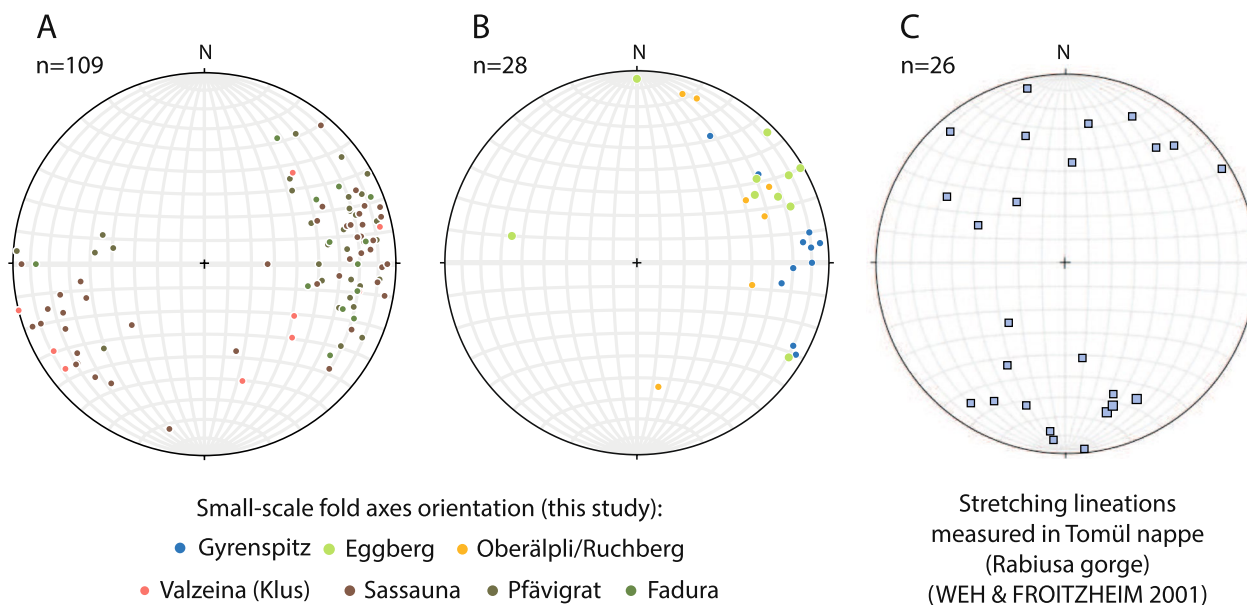 A
n=109
N
B
n=28
C
N
n=26
Small-scale fold axes orientation (this study):
Gyrenspitz Eggberg Oberälpli/Ruchberg
Valzeina (Klus) Sassauna Pfävigrat Fadura
Stretching lineations
measured in Tomül nappe
(Rabiusa gorge)
(WEH & FROITZHEIM 2001)